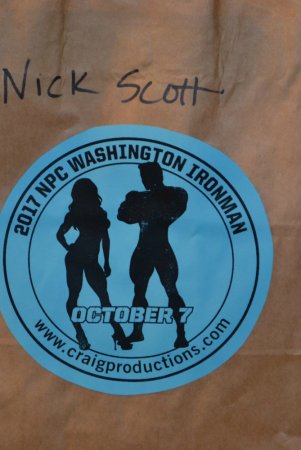 Nick Scott
2017 NPC WASHINGTON IRONMAN
OCTOBER 7
www.craigproductions.com